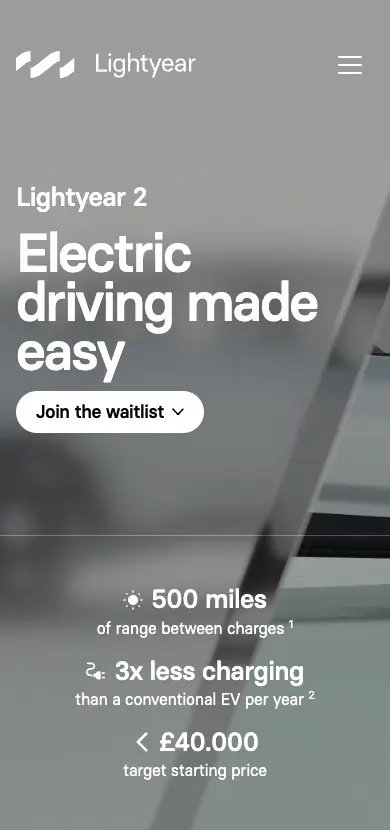 Lightyear
Lightyear 2
Electric
driving made
easy
Join the waitlist
500 miles
of range between charges ¹
3x less charging
than a conventional EV per year ²
< £40.000
target starting price